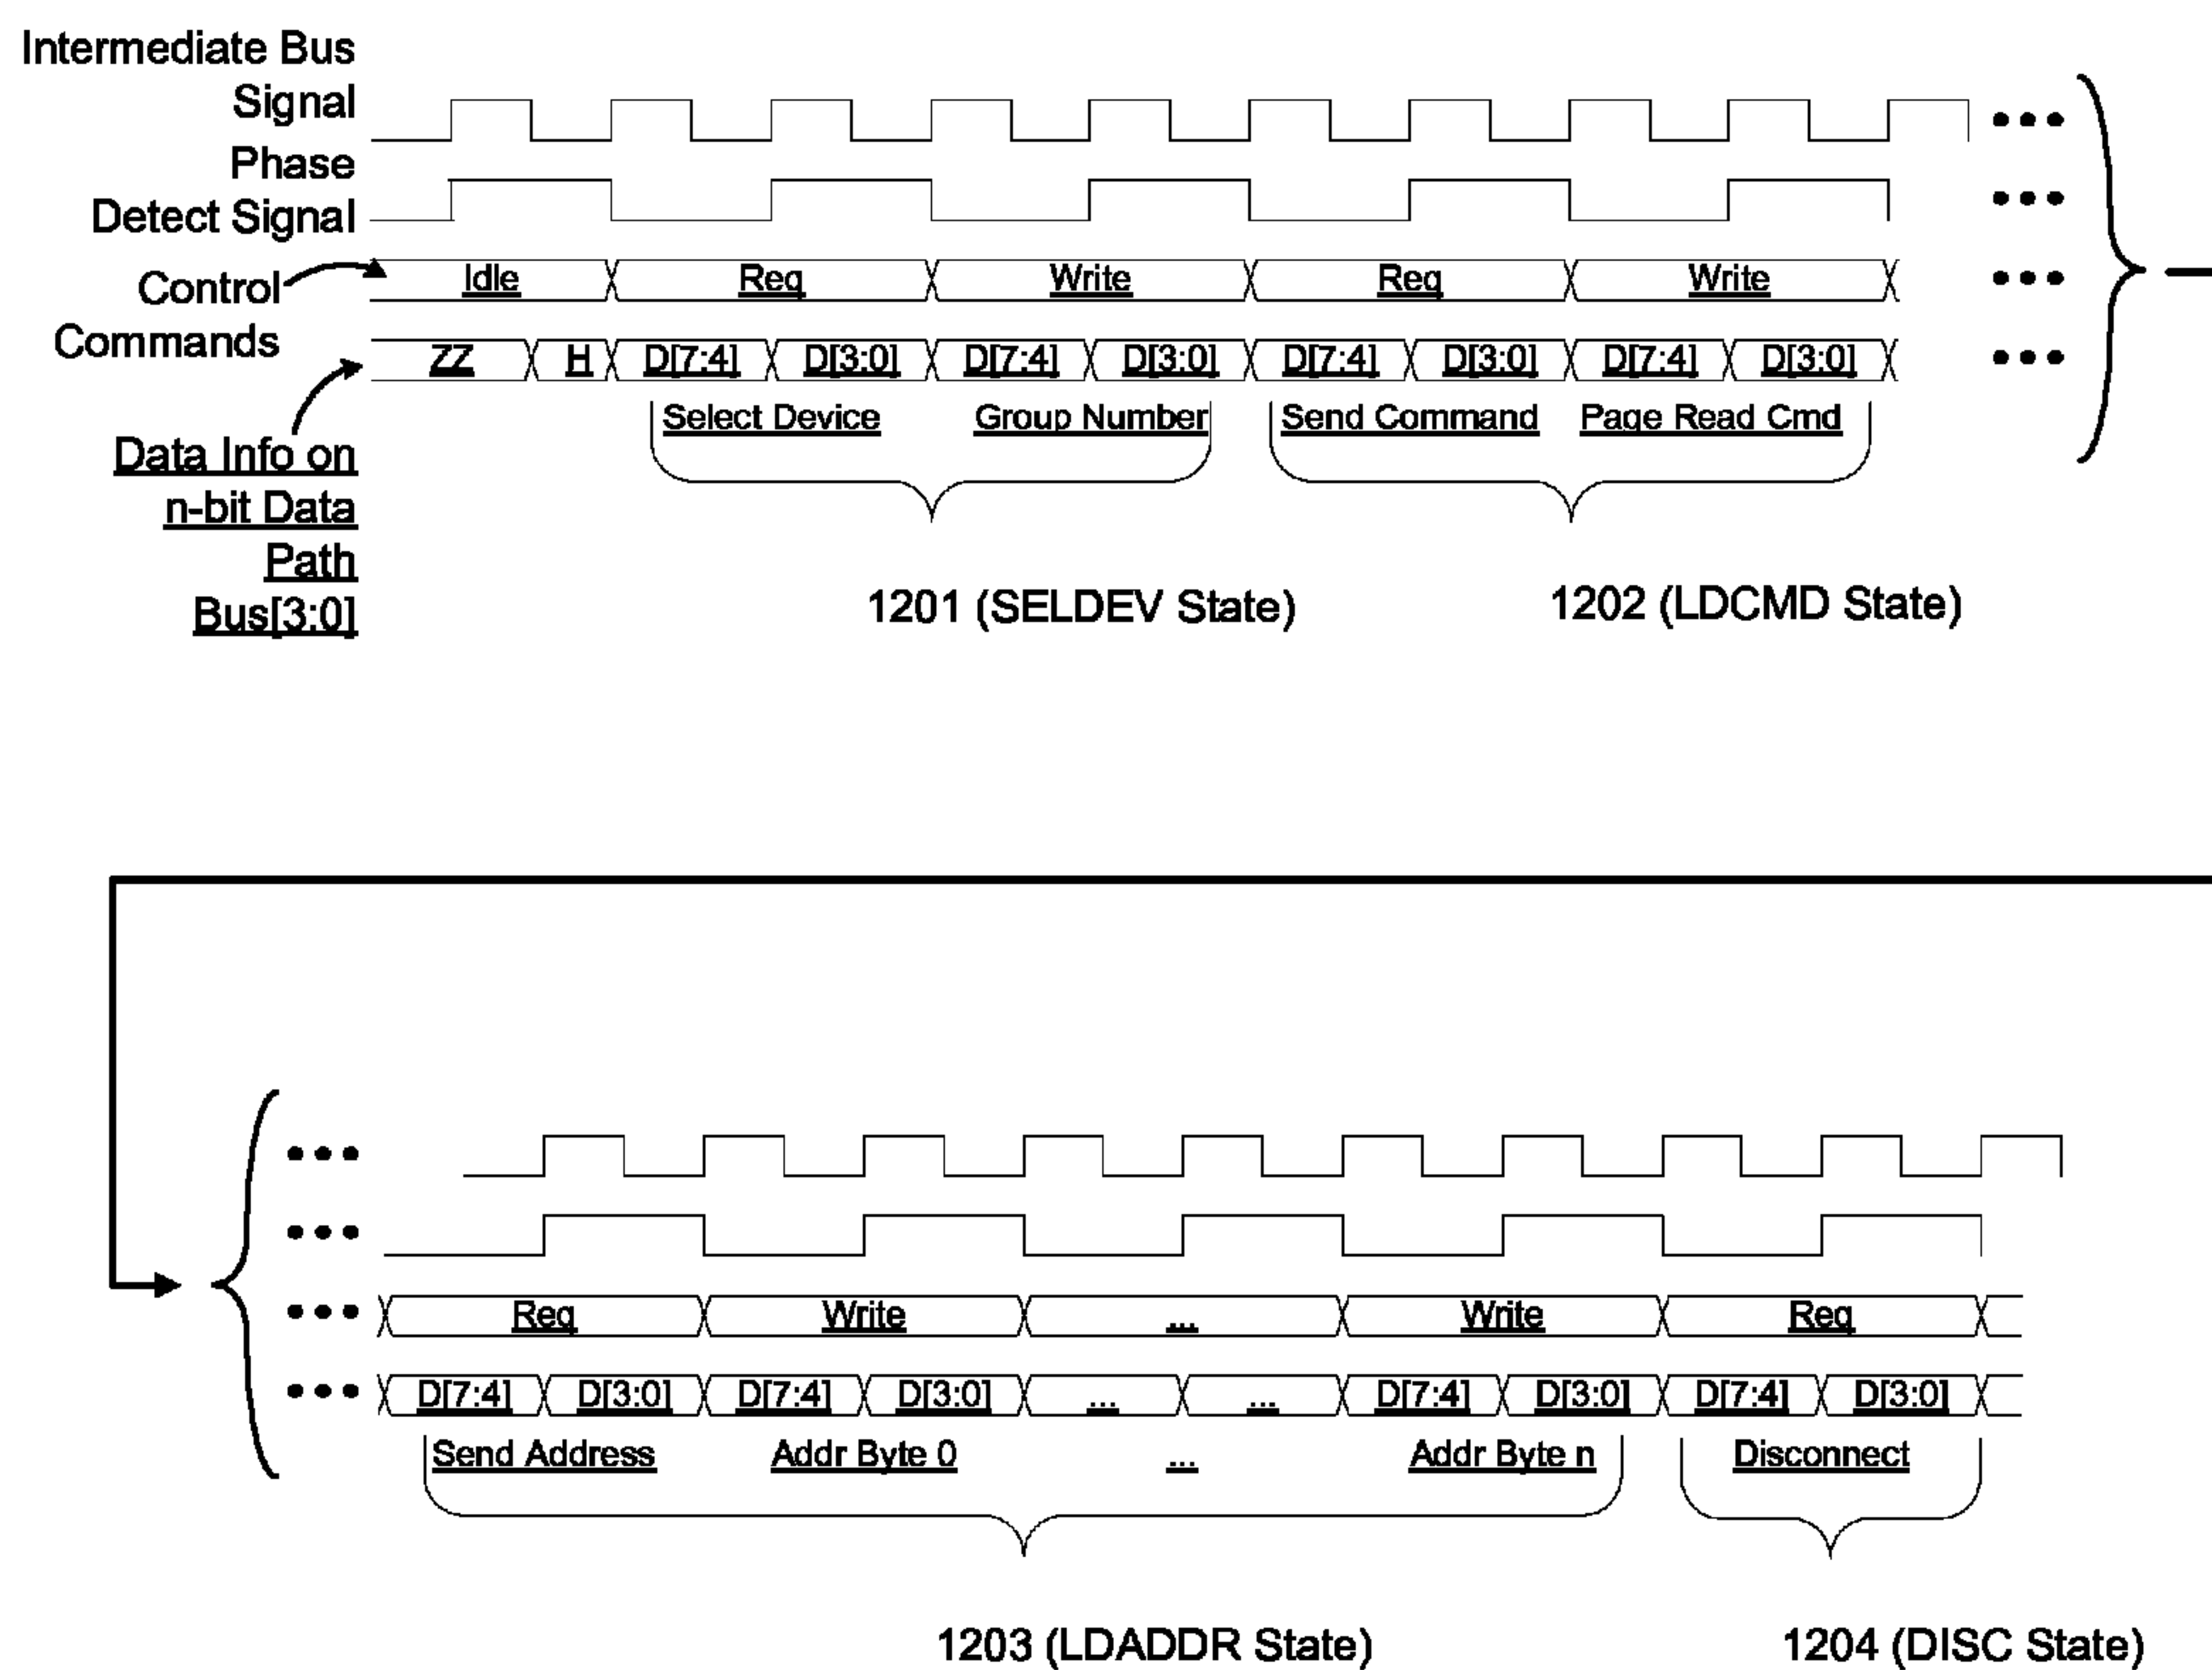 Intermediate Bus
Signal
Phase
Detect Signal
Control
Commands
Idle Req Write Req Write
ZZ H D[7:4] D[3:0] D[7:4] D[3:0] D[7:4] D[3:0] D[7:4] D[3:0]
Select Device Group Number Send Command Page Read Cmd
Data Info on
n-bit Data
Path
Bus[3:0]
1201 (SELDEV State) 1202 (LDCMD State)
Req Write ... Write Req
D[7:4] D[3:0] D[7:4] D[3:0] ... ... D[7:4] D[3:0] D[7:4] D[3:0]
Send Address Addr Byte 0 ... Addr Byte n Disconnect
1203 (LDADDR State) 1204 (DISC State)